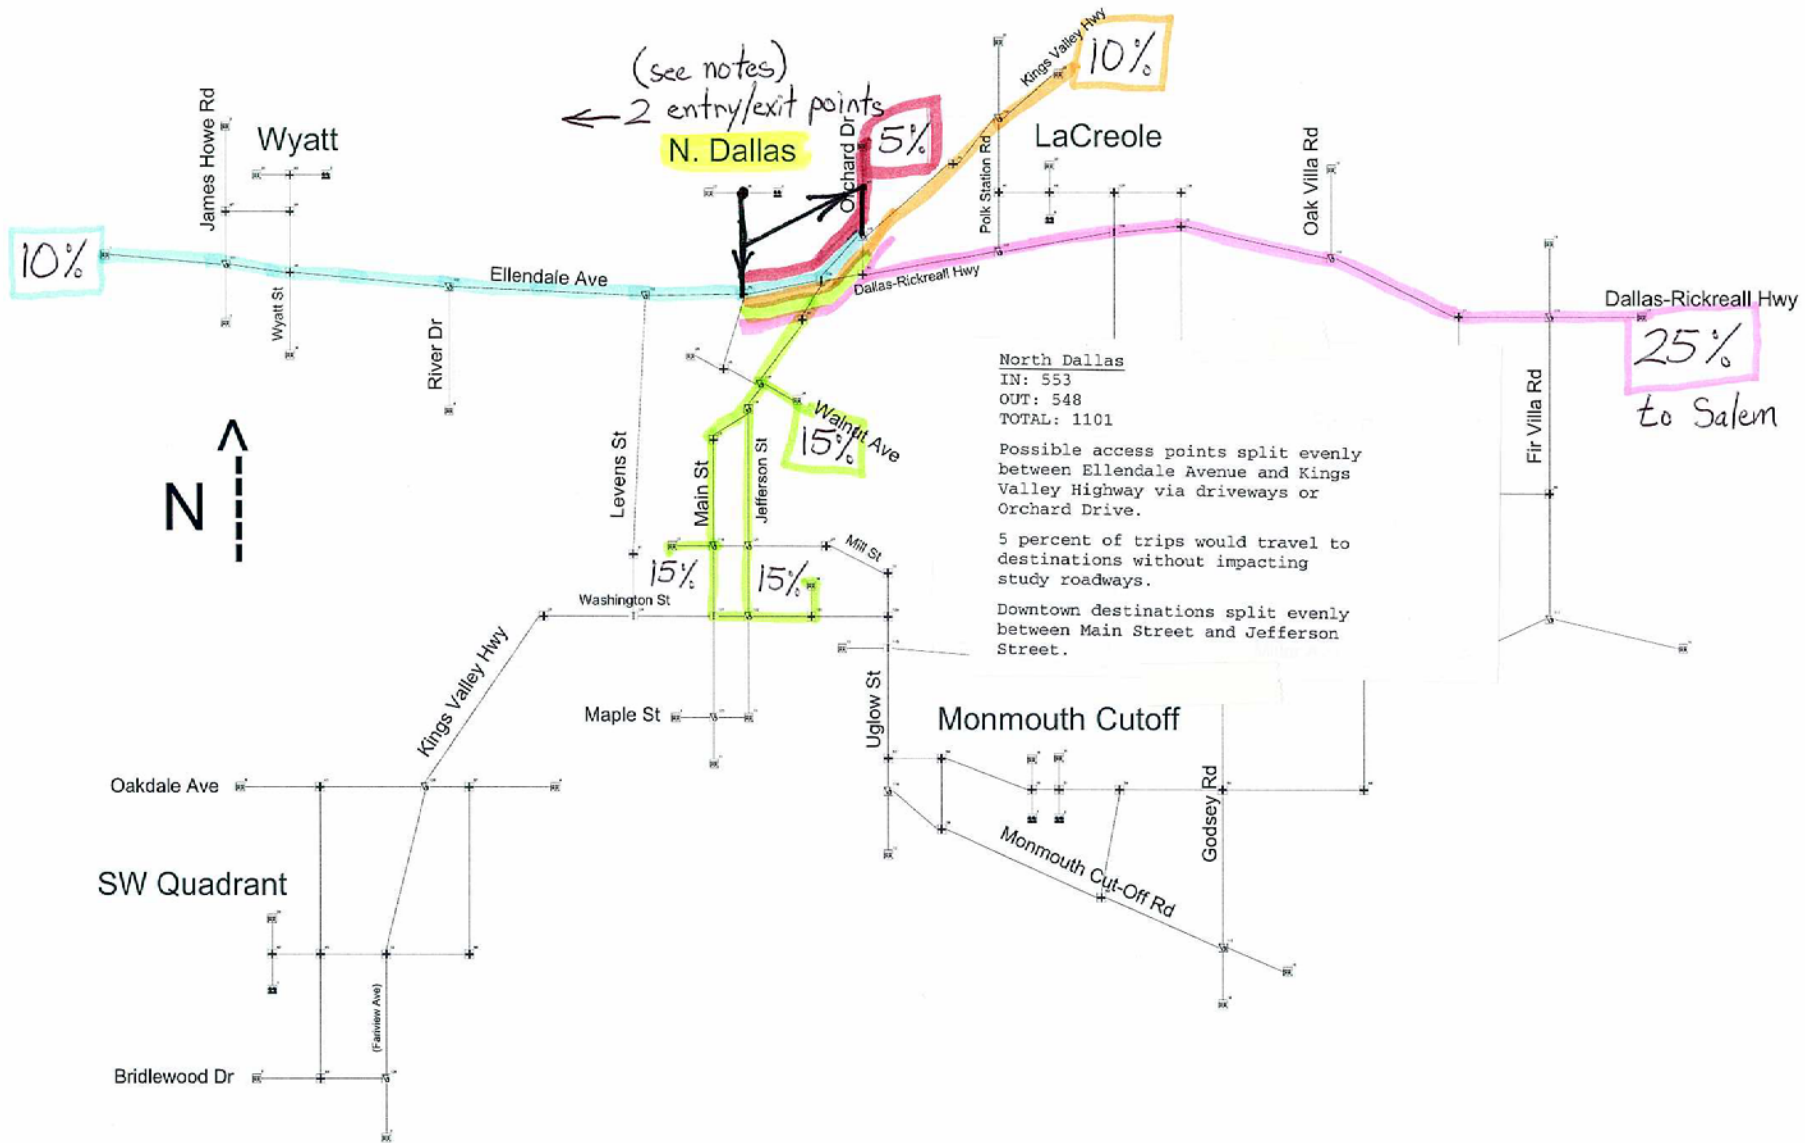 Kings Valley Hwy
10%
(see notes)
← 2 entry/exit points
N. Dallas
5%
Orchard Dr
James Howe Rd
Wyatt
LaCreole
Polk Station Rd
Oak Villa Rd
10%
Ellendale Ave
Dallas-Rickreall Hwy
Dallas-Rickreall Hwy
25%
to Salem
Wyatt St
River Dr
Fir Villa Rd
North Dallas
IN: 553
OUT: 548
TOTAL: 1101
Possible access points split evenly
between Ellendale Avenue and Kings
Valley Highway via driveways or
Orchard Drive.
5 percent of trips would travel to
destinations without impacting
study roadways.
Downtown destinations split evenly
between Main Street and Jefferson
Street.
Walnut Ave
15%
N
Levens St
Main St
Jefferson St
Mill St
15%
15%
Washington St
Kings Valley Hwy
Maple St
Uglow St
Monmouth Cutoff
Oakdale Ave
Godsey Rd
Monmouth Cut-Off Rd
SW Quadrant
(Fairview Ave)
Bridlewood Dr